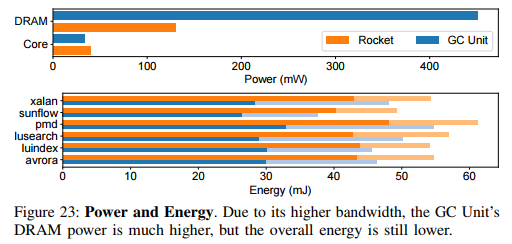 DRAM
Core
Rocket GC Unit
0 100 200 300 400
Power (mW)
xalan
sunflow
pmd
lusearch
luindex
avrora
0 10 20 30 40 50 60
Energy (mJ)
Figure 23: Power and Energy. Due to its higher bandwidth, the GC Unit's
DRAM power is much higher, but the overall energy is still lower.